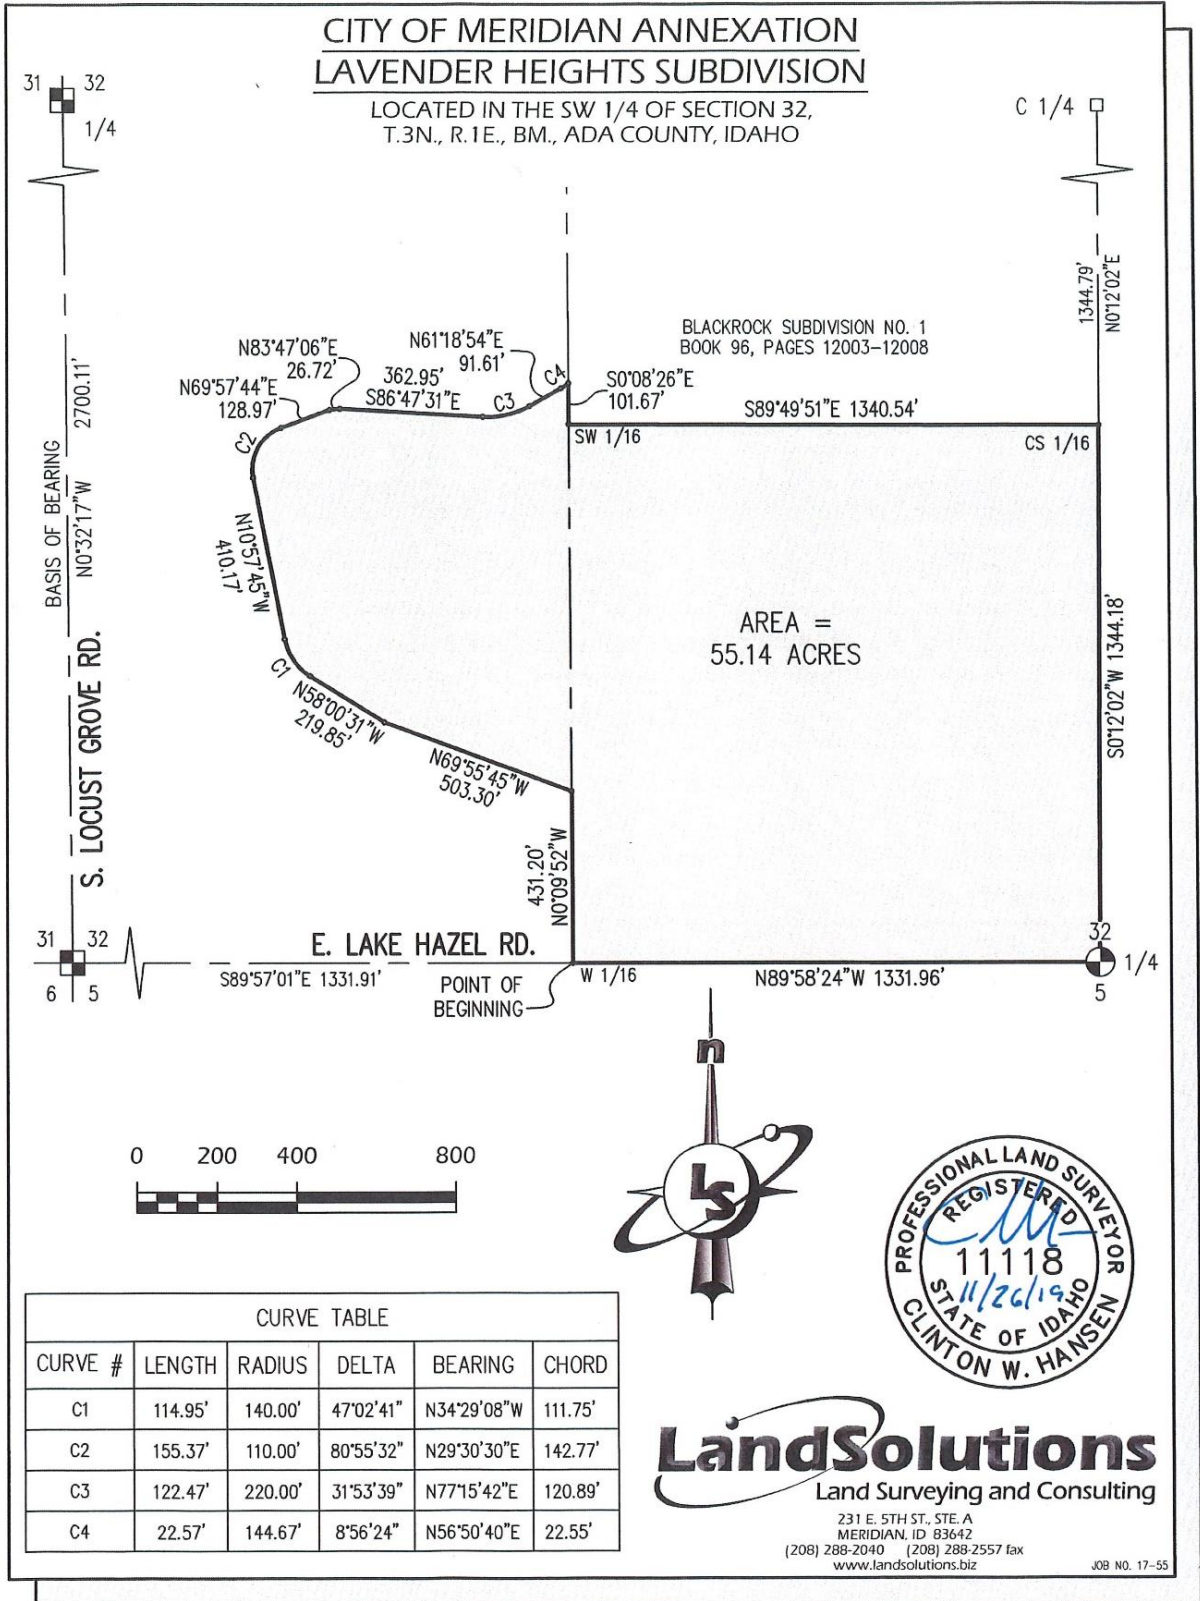 CITY OF MERIDIAN ANNEXATION
LAVENDER HEIGHTS SUBDIVISION
LOCATED IN THE SW 1/4 OF SECTION 32,
T.3N., R.1E., BM., ADA COUNTY, IDAHO
31 32
1/4
C 1/4
1344.79'
N0°12'02"E
BLACKROCK SUBDIVISION NO. 1
BOOK 96, PAGES 12003-12008
N61°18'54"E
91.61'
N83°47'06"E
26.72'
362.95'
S86°47'31"E
N69°57'44"E
128.97'
C2
C3
C4
S0°08'26"E
101.67'
S89°49'51"E 1340.54'
SW 1/16
CS 1/16
BASIS OF BEARING
N0°32'17"W 2700.11'
N10°57'45"W
410.17'
AREA =
55.14 ACRES
S0°12'02"W 1344.18'
S. LOCUST GROVE RD.
C1
N58°00'31"W
219.85'
N69°55'45"W
503.30'
431.20'
N0°09'52"W
31 32
6 5
E. LAKE HAZEL RD.
S89°57'01"E 1331.91'
POINT OF
BEGINNING
W 1/16
N89°58'24"W 1331.96'
32
1/4
5
n
LS
0 200 400 800
PROFESSIONAL LAND SURVEYOR
REGISTERED
11118
11/26/19
STATE OF IDAHO
CLINTON W. HANSEN
CURVE TABLE
CURVE # LENGTH RADIUS DELTA BEARING CHORD
C1 114.95' 140.00' 47°02'41" N34°29'08"W 111.75'
C2 155.37' 110.00' 80°55'32" N29°30'30"E 142.77'
C3 122.47' 220.00' 31°53'39" N77°15'42"E 120.89'
C4 22.57' 144.67' 8°56'24" N56°50'40"E 22.55'
LandSolutions
Land Surveying and Consulting
231 E. 5TH ST., STE. A
MERIDIAN, ID 83642
(208) 288-2040 (208) 288-2557 fax
www.landsolutions.biz
JOB NO. 17-55